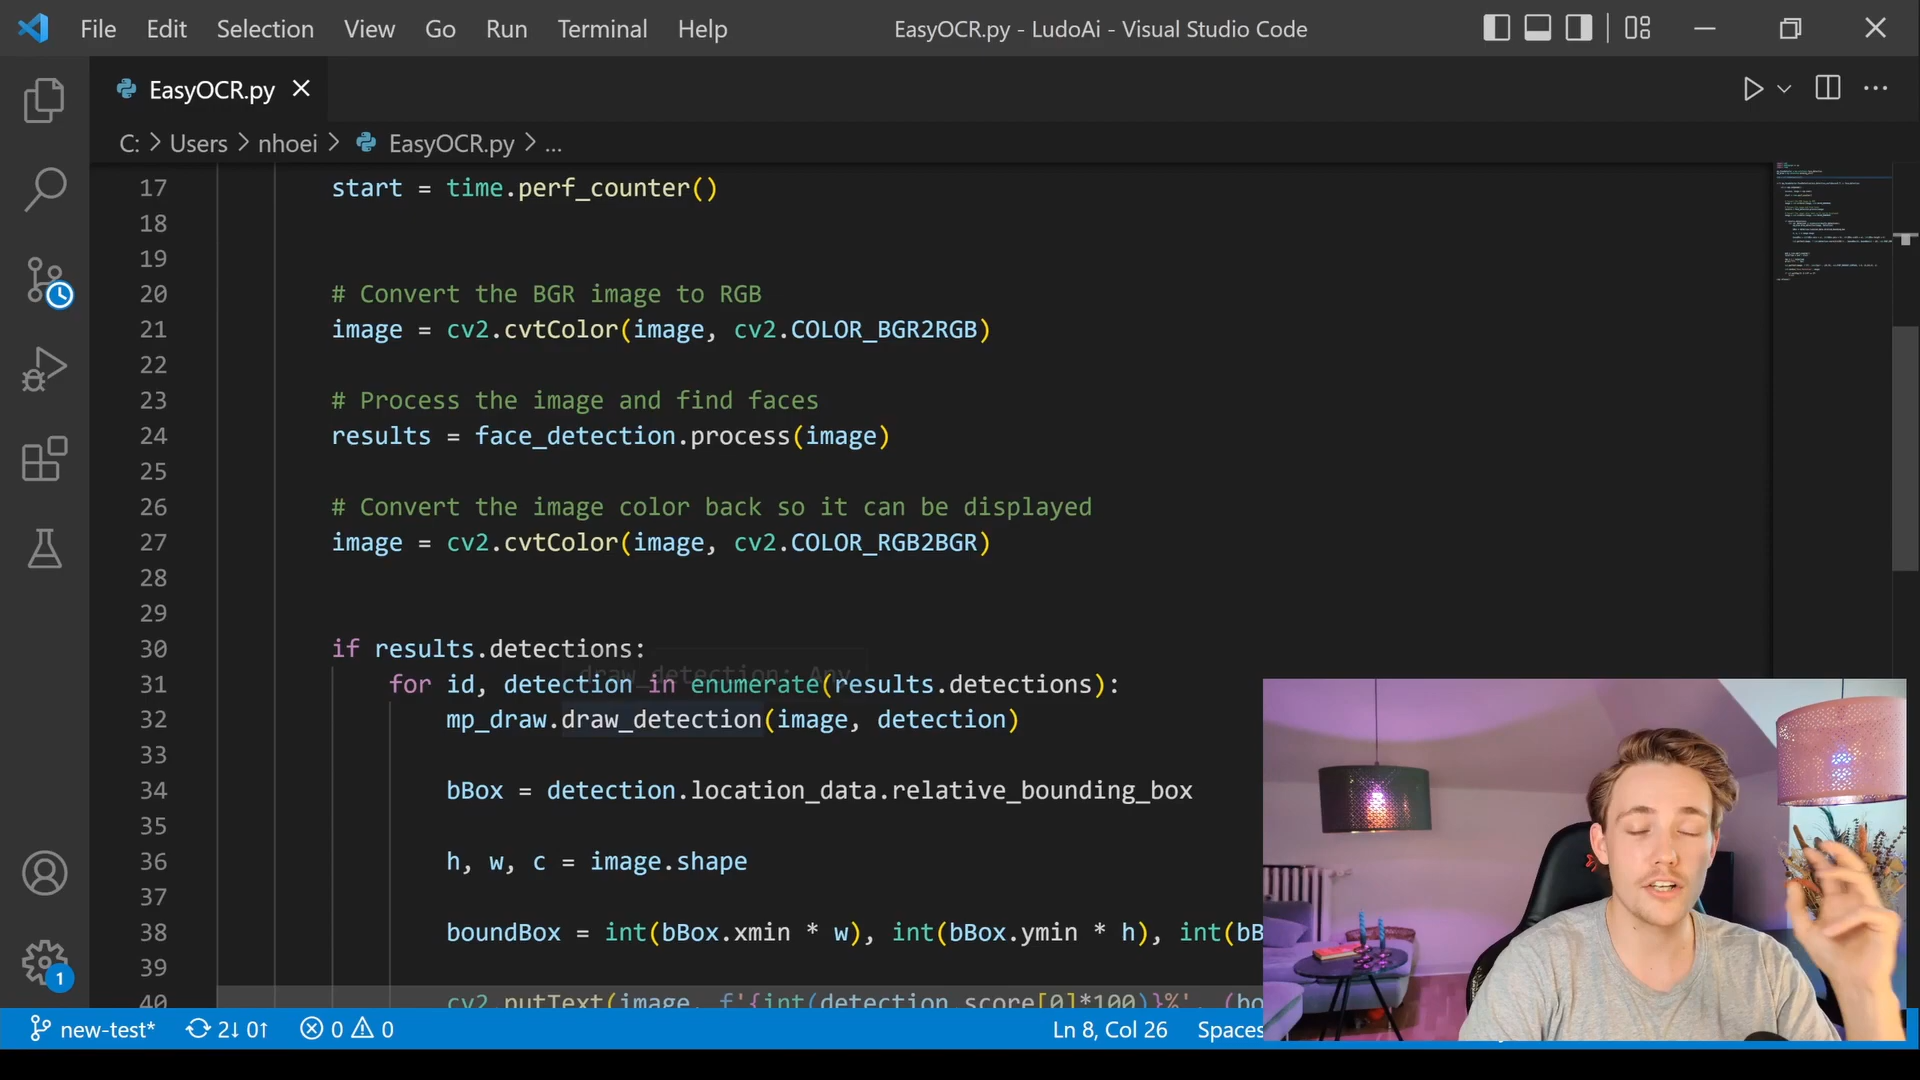 File Edit Selection View Go Run Terminal Help
EasyOCR.py - LudoAi - Visual Studio Code
EasyOCR.py
C: > Users > nhoei > EasyOCR.py > ...
17 start = time.perf_counter()
18
19
20 # Convert the BGR image to RGB
21 image = cv2.cvtColor(image, cv2.COLOR_BGR2RGB)
22
23 # Process the image and find faces
24 results = face_detection.process(image)
25
26 # Convert the image color back so it can be displayed
27 image = cv2.cvtColor(image, cv2.COLOR_RGB2BGR)
28
29
30 if results.detections:
draw_detection: Any
31 for id, detection in enumerate(results.detections):
32 mp_draw.draw_detection(image, detection)
33
34 bBox = detection.location_data.relative_bounding_box
35
36 h, w, c = image.shape
37
38 boundBox = int(bBox.xmin * w), int(bBox.ymin * h), int(bB
39
40 cv2.putText(image, f'{int(detection.score[0]*100)}%', (bo
new-test* 2↓ 0↑ 0 0 Ln 8, Col 26 Spaces
1